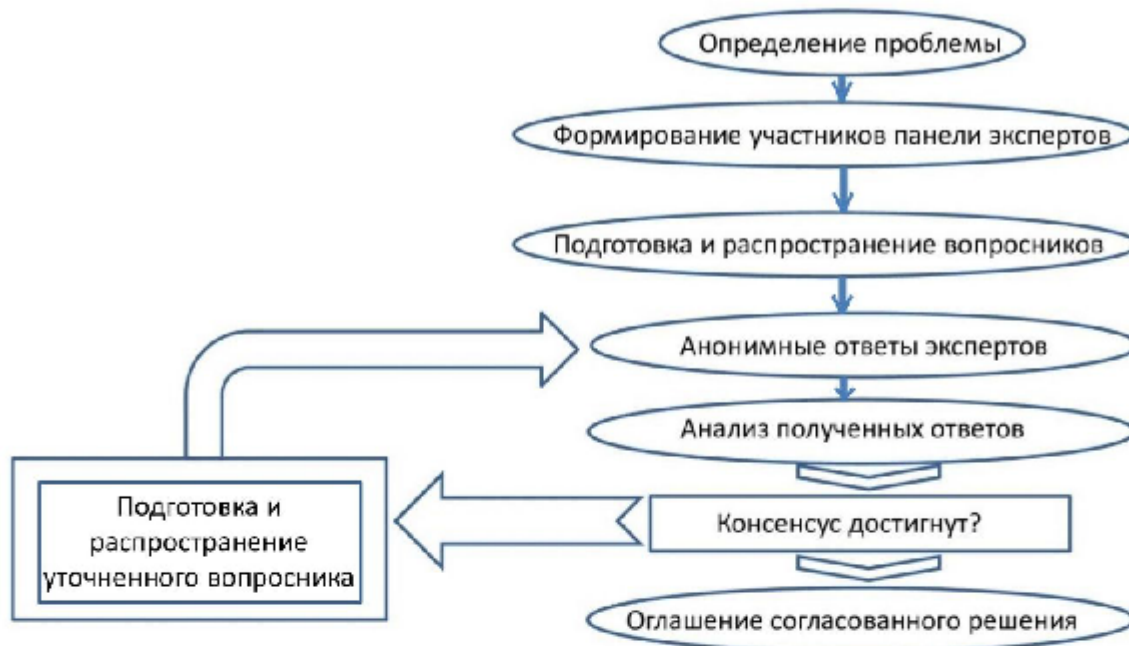 Определение проблемы
Формирование участников панели экспертов
Подготовка и распространение вопросников
Анонимные ответы экспертов
Анализ полученных ответов
Консенсус достигнут?
Подготовка и
распространение
уточненного вопросника
Оглашение согласованного решения